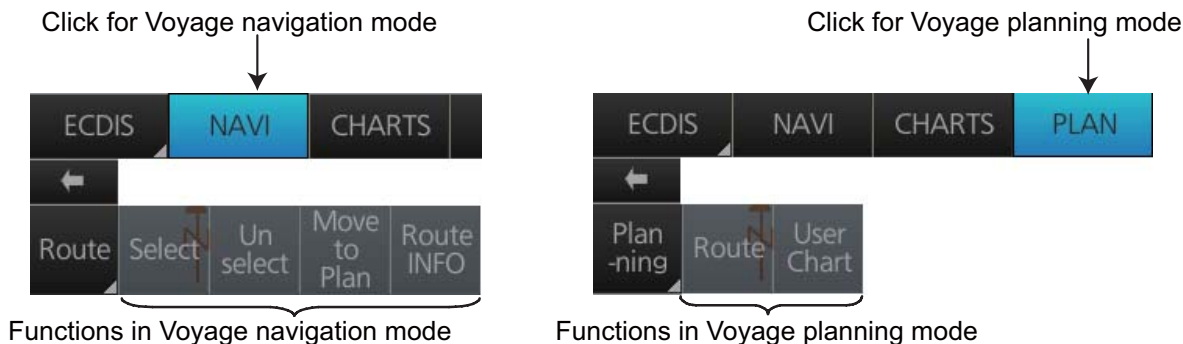 Click for Voyage navigation mode
ECDIS NAVI CHARTS
Route Select Un select Move to Plan Route INFO
Functions in Voyage navigation mode
Click for Voyage planning mode
ECDIS NAVI CHARTS PLAN
Plan -ning Route User Chart
Functions in Voyage planning mode